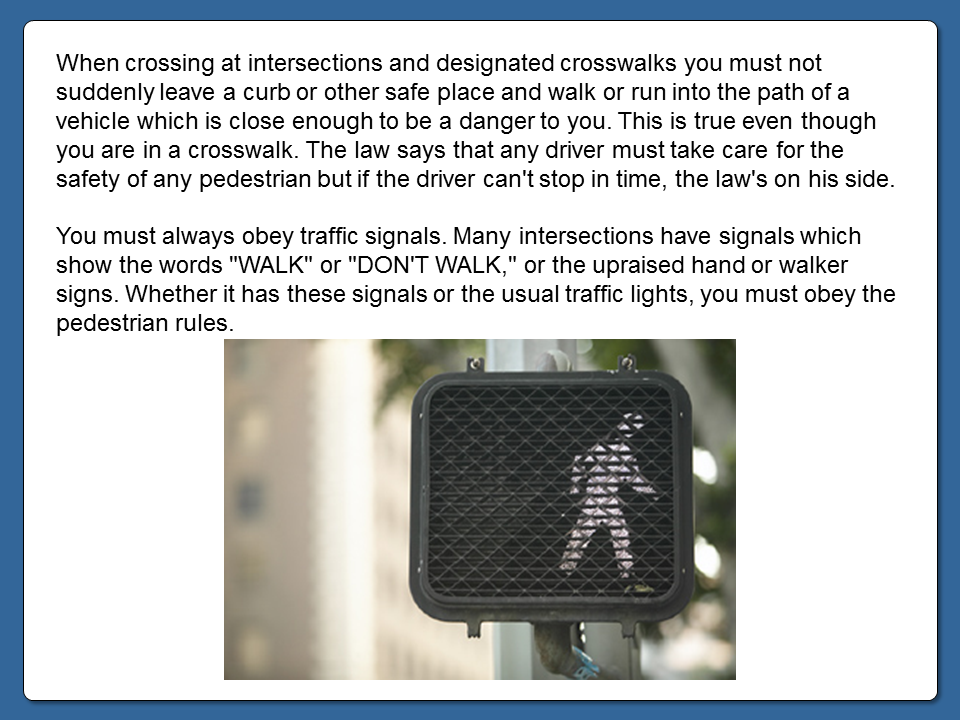 When crossing at intersections and designated crosswalks you must not
suddenly leave a curb or other safe place and walk or run into the path of a
vehicle which is close enough to be a danger to you. This is true even though
you are in a crosswalk. The law says that any driver must take care for the
safety of any pedestrian but if the driver can't stop in time, the law's on his side.
You must always obey traffic signals. Many intersections have signals which
show the words "WALK" or "DON'T WALK," or the upraised hand or walker
signs. Whether it has these signals or the usual traffic lights, you must obey the
pedestrian rules.